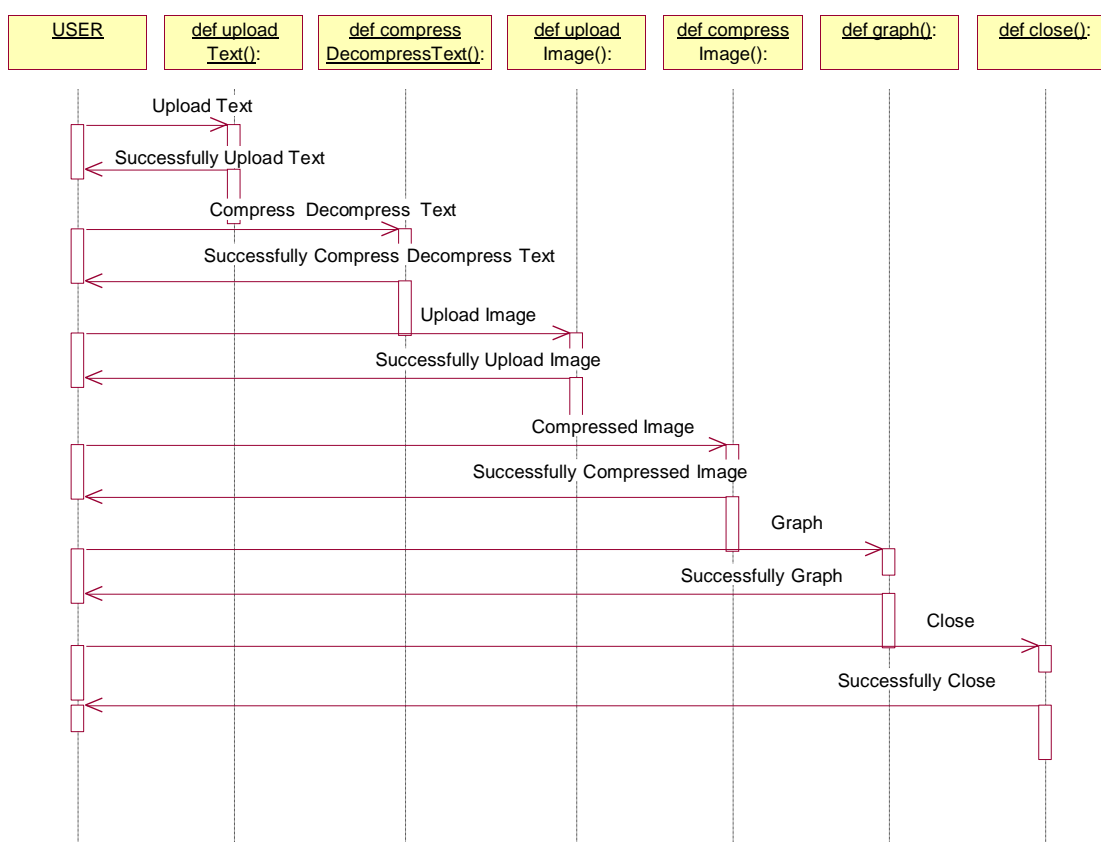 USER
def upload
Text():
def compress
DecompressText():
def upload
Image():
def compress
Image():
def graph():
def close():
Upload Text
Successfully Upload Text
Compress Decompress Text
Successfully Compress Decompress Text
Upload Image
Successfully Upload Image
Compressed Image
Successfully Compressed Image
Graph
Successfully Graph
Close
Successfully Close